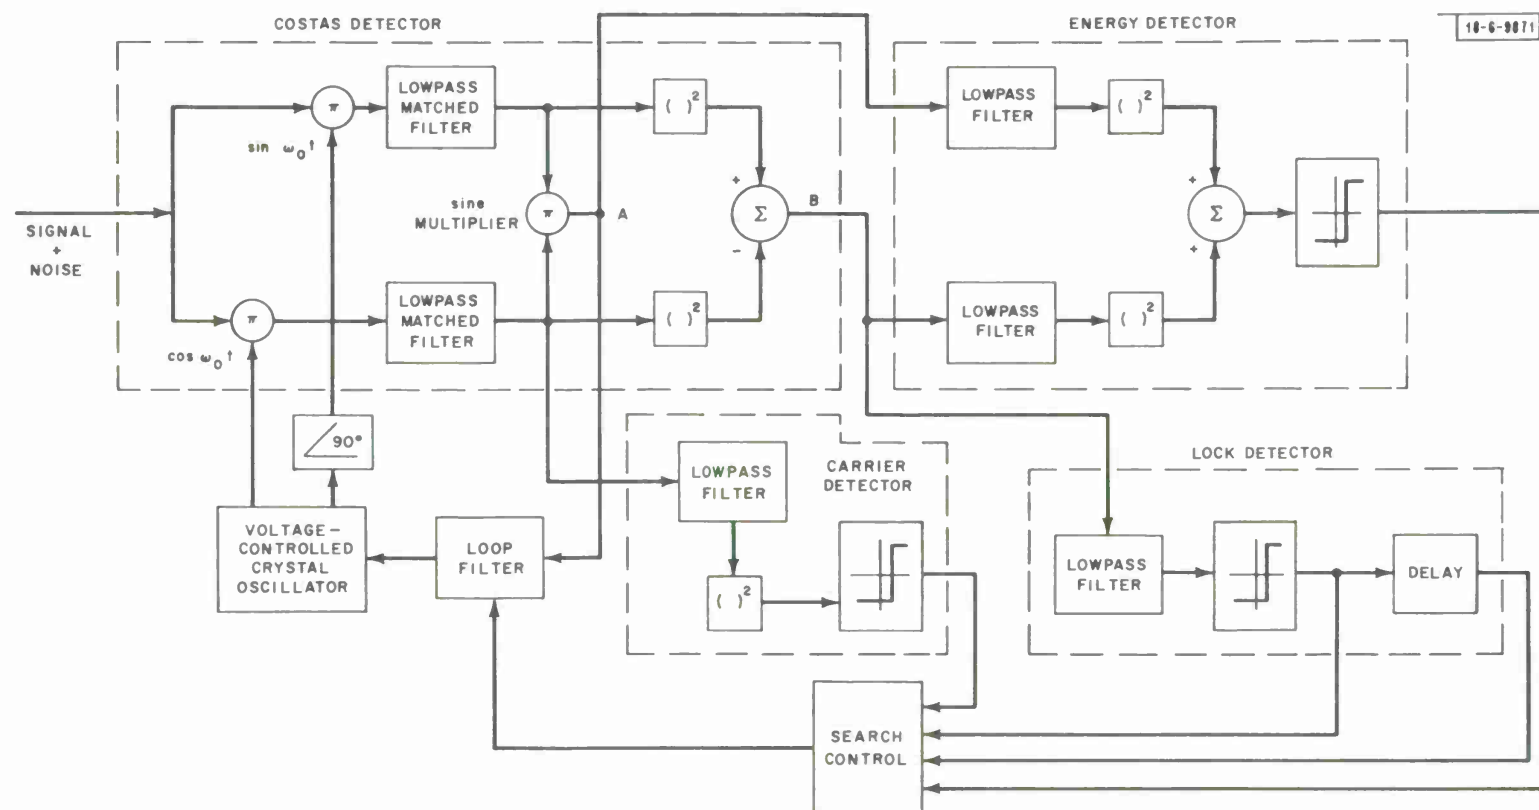 COSTAS DETECTOR
ENERGY DETECTOR
18-6-9871
LOWPASS
MATCHED
FILTER
π
sin ω₀t
( )²
LOWPASS
FILTER
( )²
SIGNAL
+
NOISE
sine
MULTIPLIER
π
A
+
Σ
-
B
+
Σ
+
π
cos ω₀t
LOWPASS
MATCHED
FILTER
( )²
LOWPASS
FILTER
( )²
90°
VOLTAGE-
CONTROLLED
CRYSTAL
OSCILLATOR
LOOP
FILTER
LOWPASS
FILTER
CARRIER
DETECTOR
( )²
LOCK DETECTOR
LOWPASS
FILTER
DELAY
SEARCH
CONTROL